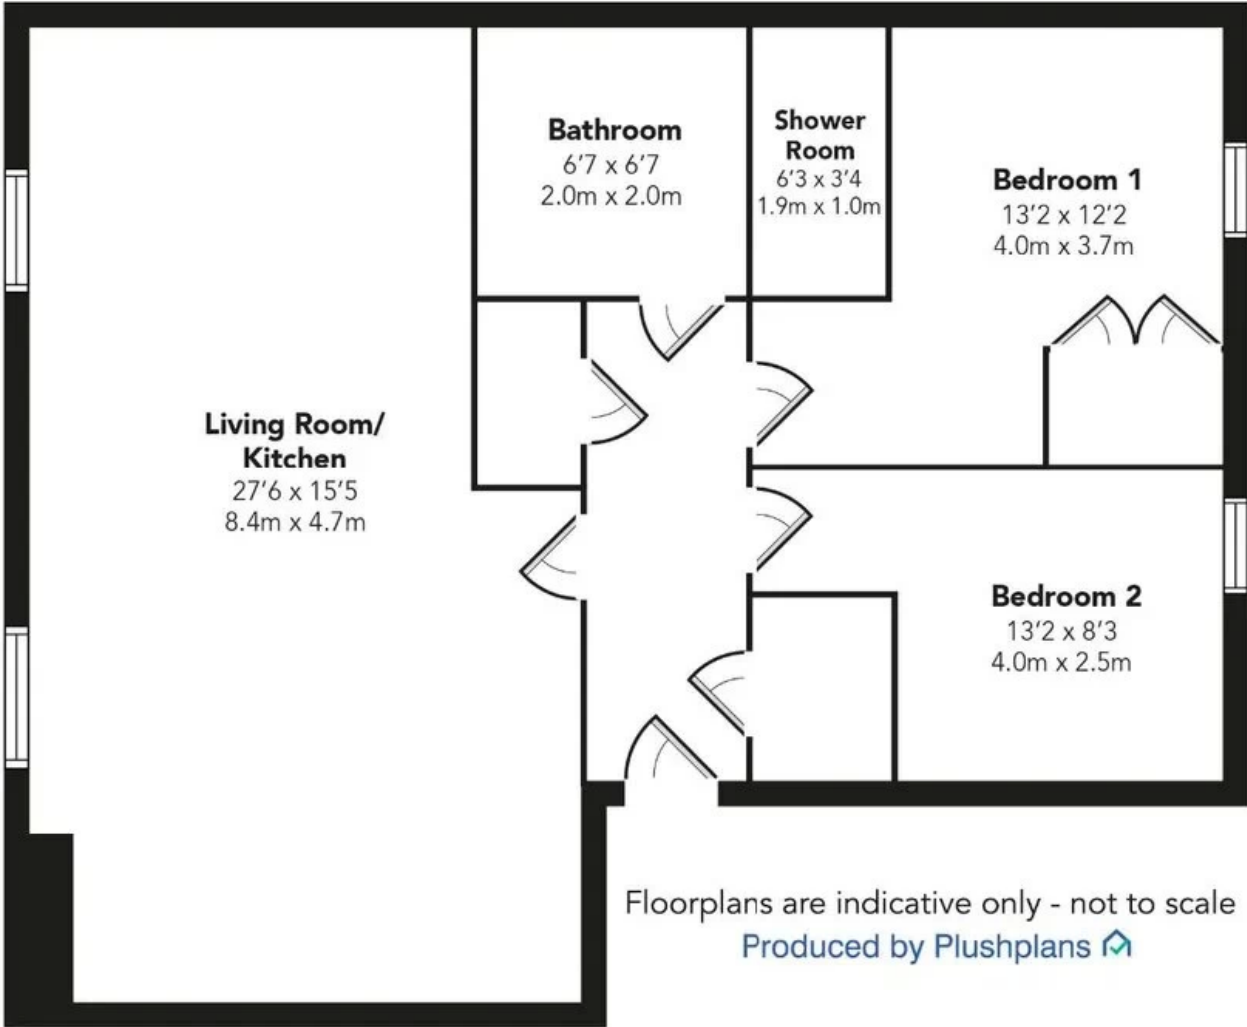 Bathroom
6'7 x 6'7
2.0m x 2.0m
Shower
Room
6'3 x 3'4
1.9m x 1.0m
Bedroom 1
13'2 x 12'2
4.0m x 3.7m
Living Room/
Kitchen
27'6 x 15'5
8.4m x 4.7m
Bedroom 2
13'2 x 8'3
4.0m x 2.5m
Floorplans are indicative only - not to scale
Produced by Plushplans